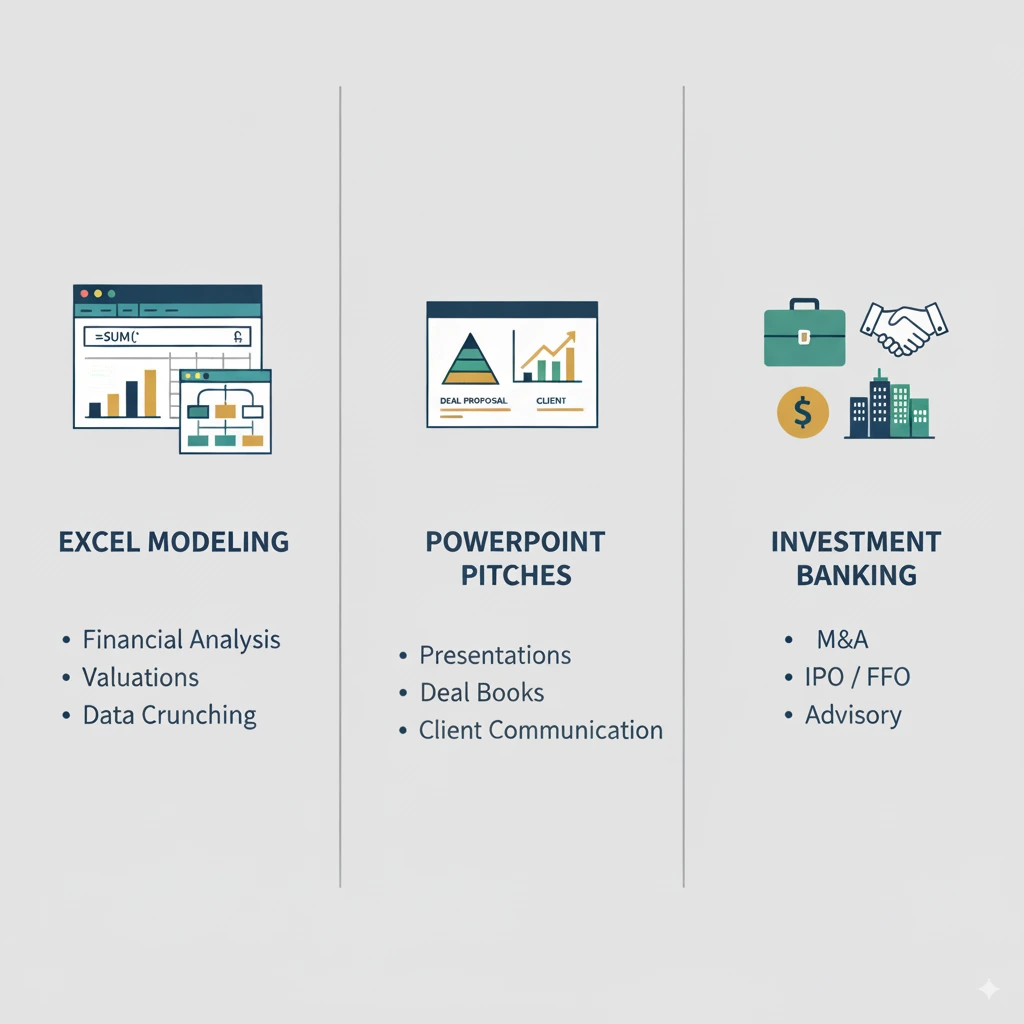 =SUM('
EXCEL MODELING
• Financial Analysis
• Valuations
• Data Crunching
DEAL PROPOSAL
CLIENT
POWERPOINT
PITCHES
• Presentations
• Deal Books
• Client Communication
$
INVESTMENT
BANKING
• M&A
• IPO / FFO
• Advisory